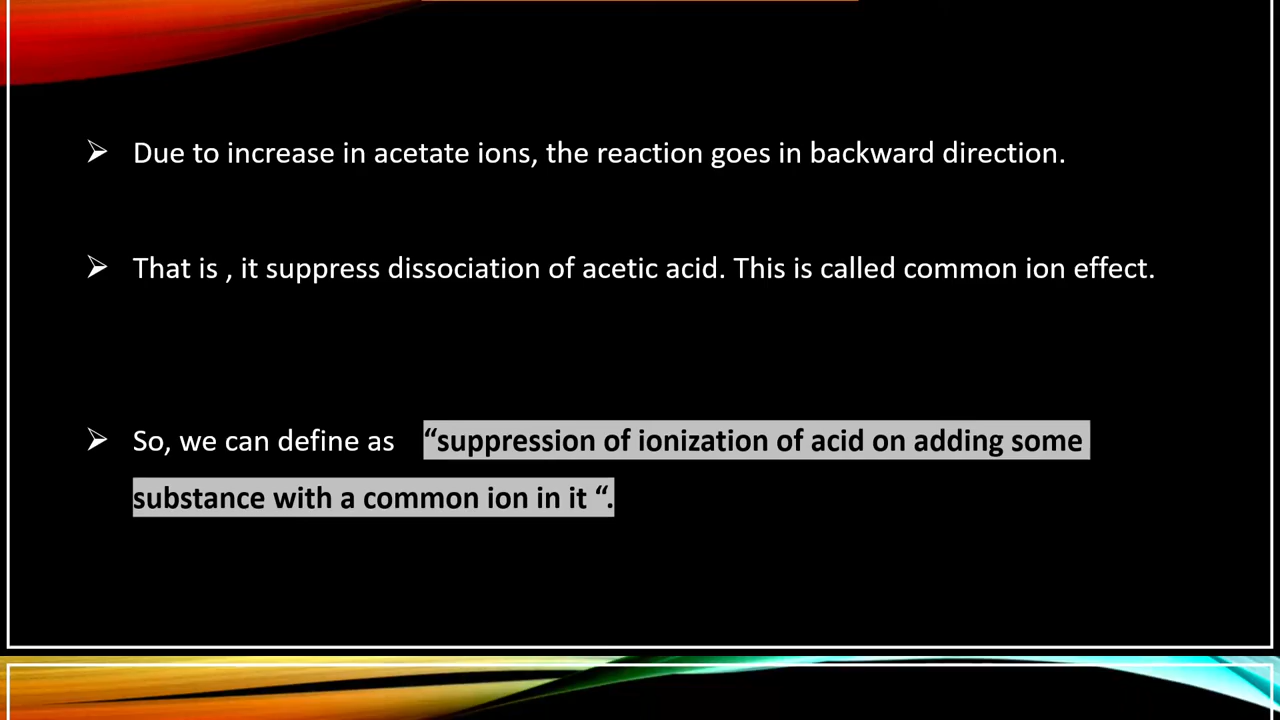 ➢ Due to increase in acetate ions, the reaction goes in backward direction.
➢ That is , it suppress dissociation of acetic acid. This is called common ion effect.
➢ So, we can define as “suppression of ionization of acid on adding some
substance with a common ion in it “.